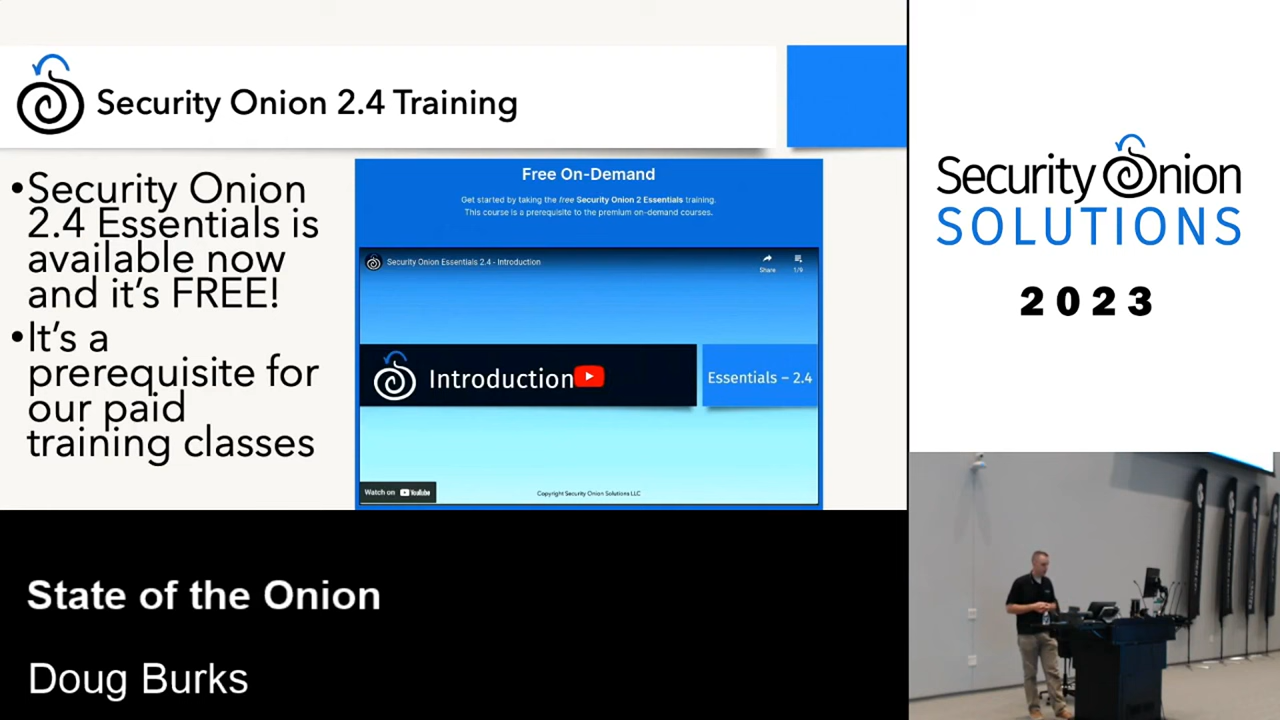 Security Onion 2.4 Training
•Security Onion
2.4 Essentials is
available now
and it's FREE!
•It's a
prerequisite for
our paid
training classes
Free On-Demand
Get started by taking the free Security Onion 2 Essentials training.
This course is a prerequisite to the premium on-demand courses.
Security Onion Essentials 2.4 - Introduction
Share
1/9
Introduction
Essentials – 2.4
Watch on YouTube
Copyright Security Onion Solutions LLC
Security Onion
SOLUTIONS
2023
State of the Onion
Doug Burks